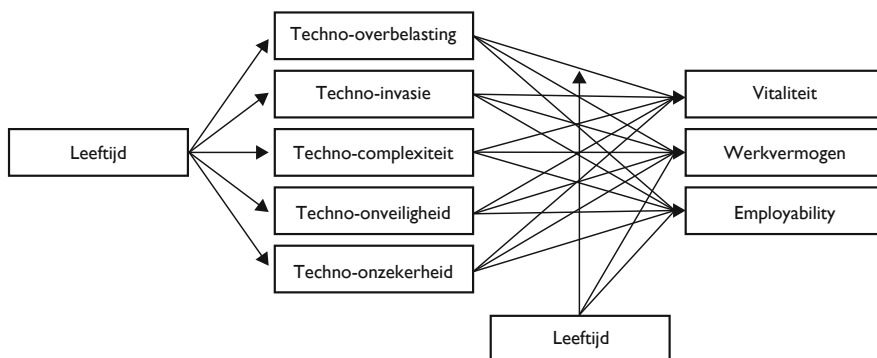 Leeftijd
Techno-overbelasting
Techno-invasie
Techno-complexiteit
Techno-onveiligheid
Techno-onzekerheid
Vitaliteit
Werkvermogen
Employability
Leeftijd